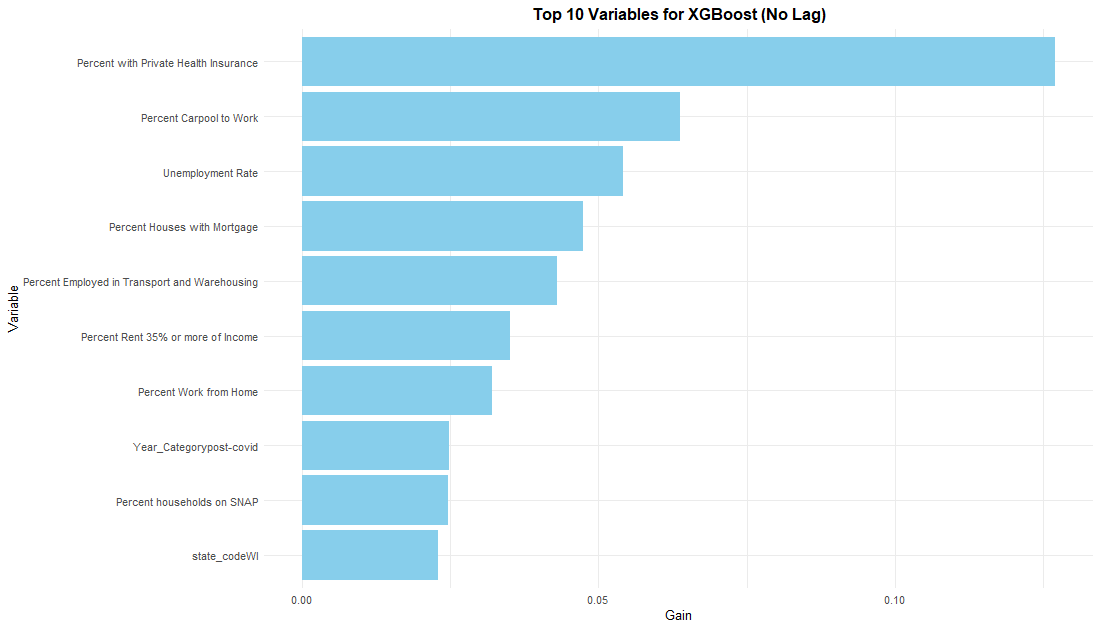 Top 10 Variables for XGBoost (No Lag)
Percent with Private Health Insurance
Percent Carpool to Work
Unemployment Rate
Percent Houses with Mortgage
Percent Employed in Transport and Warehousing
Percent Rent 35% or more of Income
Percent Work from Home
Year_Categorypost-covid
Percent households on SNAP
state_codeWI
Variable
0.00
0.05
0.10
Gain